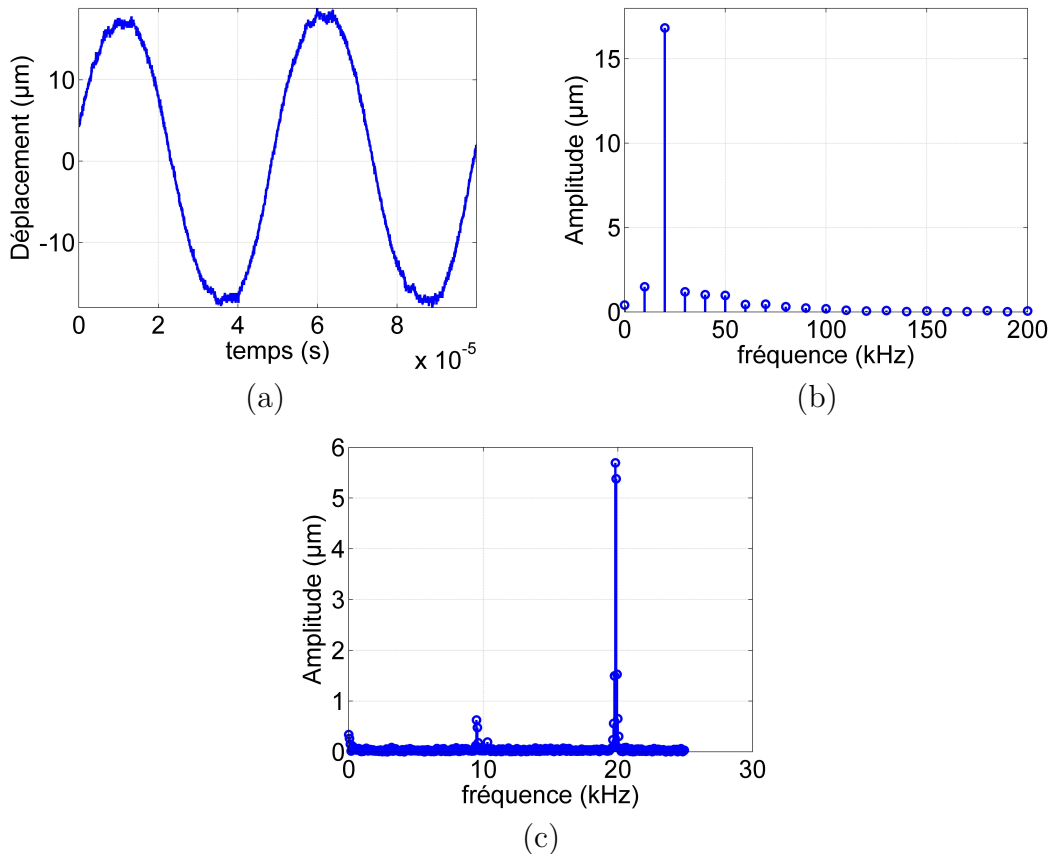 Déplacement (µm)
10
0
-10
0 2 4 6 8
temps (s)
x 10-5
(a)
Amplitude (µm)
15
10
5
0
0 50 100 150 200
fréquence (kHz)
(b)
Amplitude (µm)
6
5
4
3
2
1
0
0 10 20 30
fréquence (kHz)
(c)